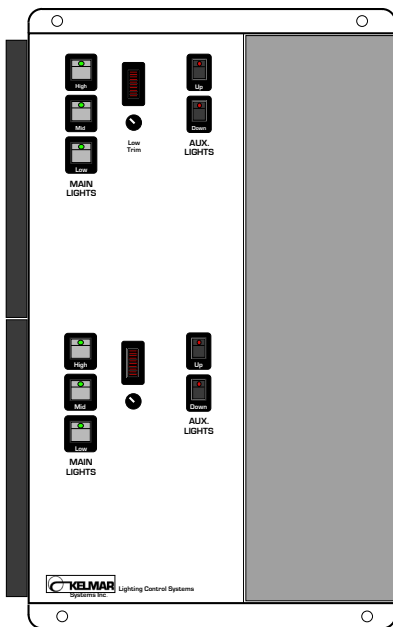 High
Up
Mid
Down
Low
Trim
AUX.
LIGHTS
Low
MAIN
LIGHTS
High
Up
Mid
Down
AUX.
LIGHTS
Low
MAIN
LIGHTS
KELMAR
Systems Inc.
Lighting Control Systems